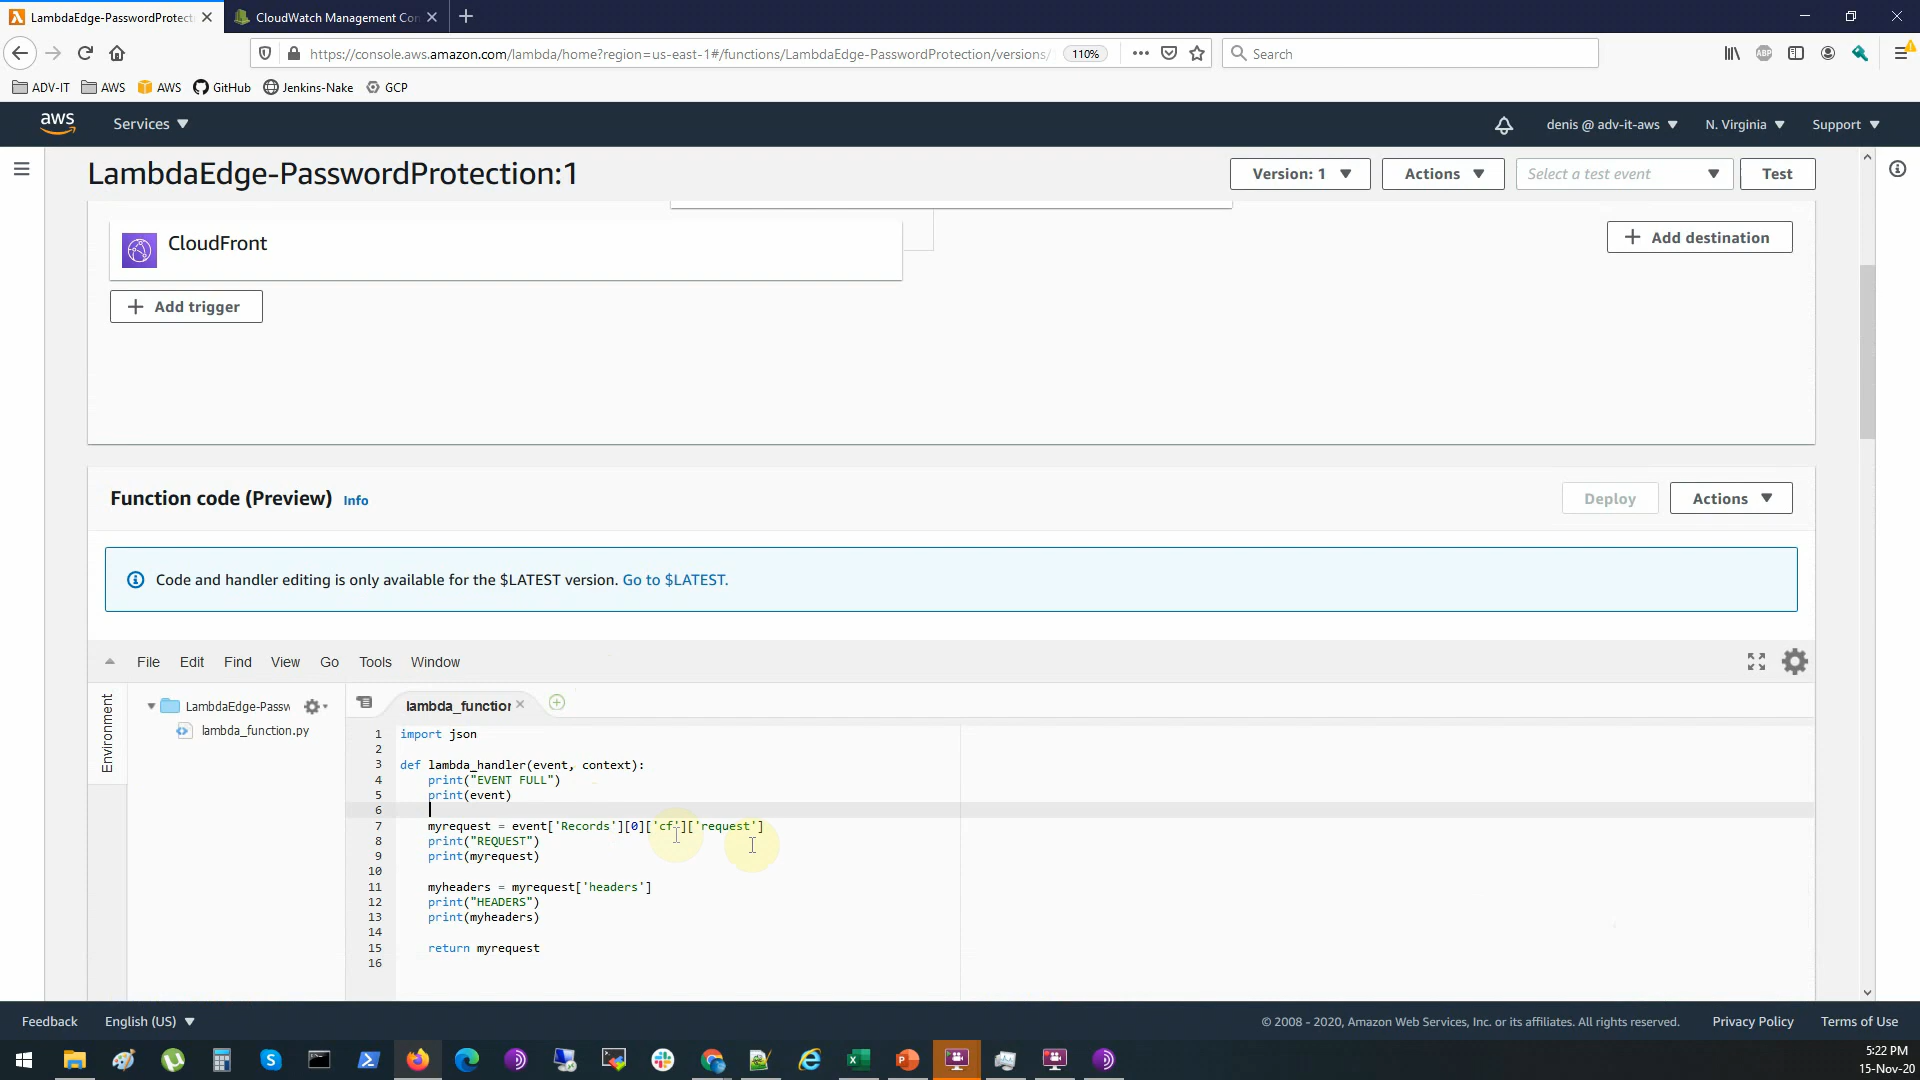 LambdaEdge-PasswordProtecti
CloudWatch Management Con
https://console.aws.amazon.com/lambda/home?region=us-east-1#/functions/LambdaEdge-PasswordProtection/versions/
110%
Search
ABP
ADV-IT
AWS
AWS
GitHub
Jenkins-Nake
GCP
aws
Services
denis @ adv-it-aws
N. Virginia
Support
LambdaEdge-PasswordProtection:1
Version: 1
Actions
Select a test event
Test
CloudFront
Add destination
Add trigger
Function code (Preview) Info
Deploy
Actions
Code and handler editing is only available for the $LATEST version. Go to $LATEST.
File Edit Find View Go Tools Window
Environment
LambdaEdge-Passw
lambda_function.py
lambda_function
1 import json
2
3 def lambda_handler(event, context):
4 print("EVENT FULL")
5 print(event)
6
7 myrequest = event['Records'][0]['cf']['request']
8 print("REQUEST")
9 print(myrequest)
10
11 myheaders = myrequest['headers']
12 print("HEADERS")
13 print(myheaders)
14
15 return myrequest
16
Feedback
English (US)
© 2008 - 2020, Amazon Web Services, Inc. or its affiliates. All rights reserved.
Privacy Policy
Terms of Use
5:22 PM
15-Nov-20